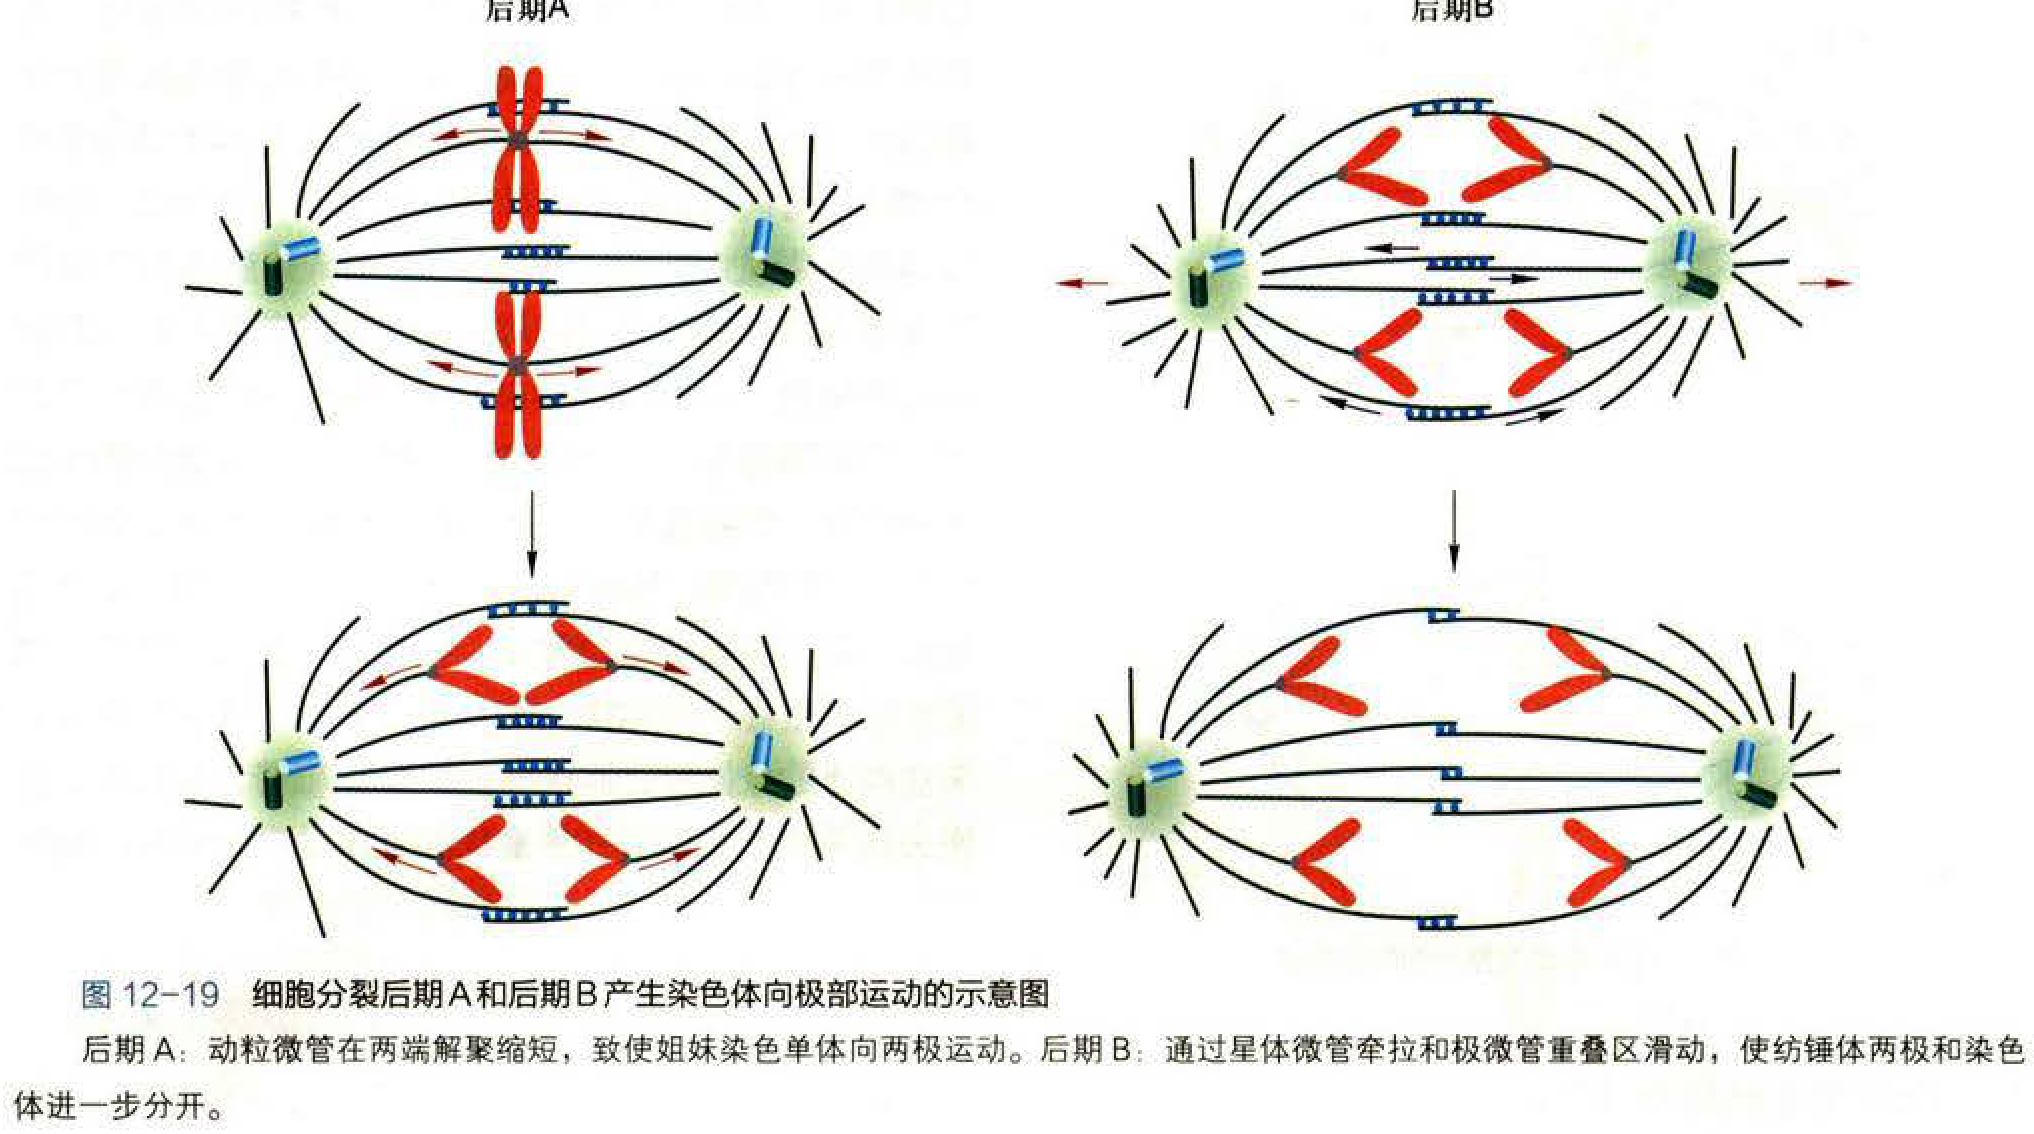 后期A
后期B
图 12-19 细胞分裂后期A和后期B产生染色体向极部运动的示意图
后期 A：动粒微管在两端解聚缩短，致使姐妹染色单体向两极运动。后期 B：通过星体微管牵拉和极微管重叠区滑动，使纺锤体两极和染色
体进一步分开。